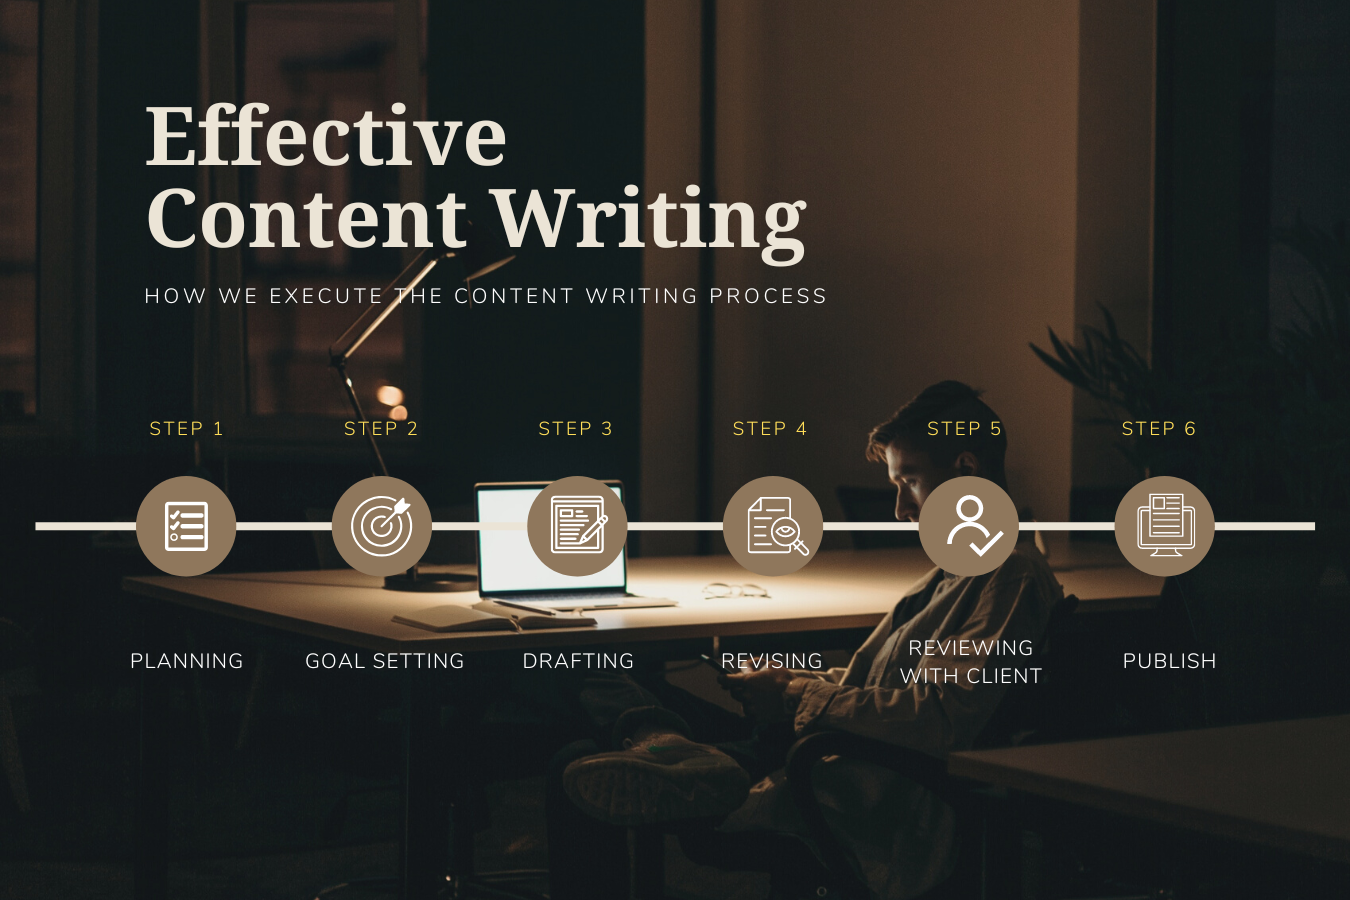 Effective
Content Writing
HOW WE EXECUTE THE CONTENT WRITING PROCESS
STEP 1
STEP 2
STEP 3
STEP 4
STEP 5
STEP 6
PLANNING
GOAL SETTING
DRAFTING
REVISING
REVIEWING
WITH CLIENT
PUBLISH